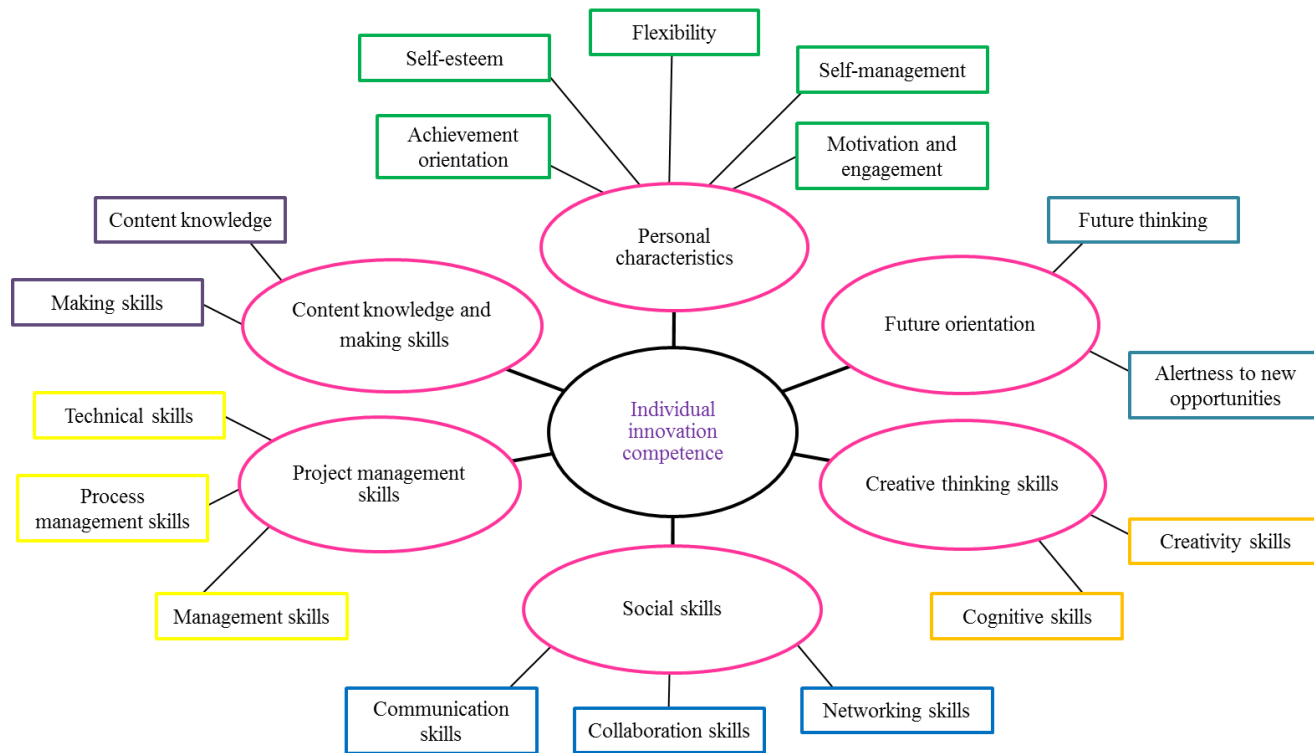 Flexibility
Self-esteem
Self-management
Achievement
orientation
Motivation and
engagement
Content knowledge
Future thinking
Personal
characteristics
Making skills
Content knowledge and
making skills
Future orientation
Alertness to new
opportunities
Technical skills
Individual
innovation
competence
Project management
skills
Creative thinking skills
Process
management skills
Creativity skills
Management skills
Social skills
Cognitive skills
Communication
skills
Collaboration skills
Networking skills